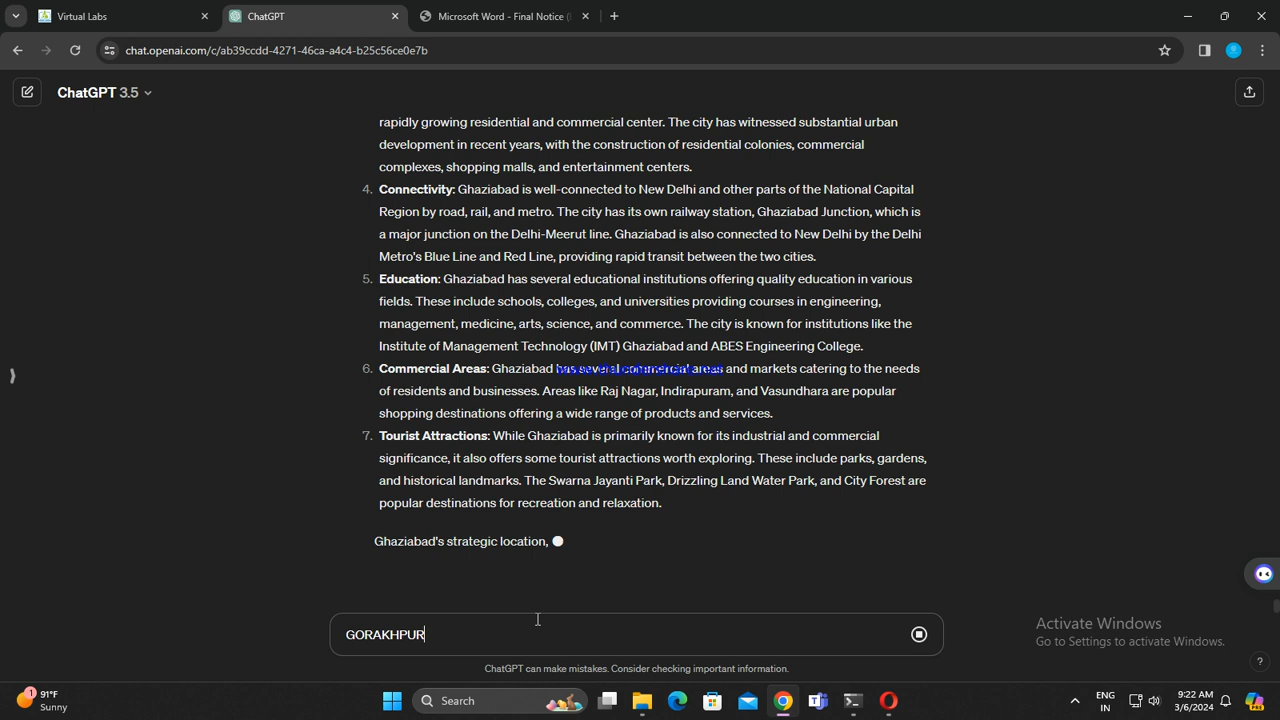 Virtual Labs
ChatGPT
Microsoft Word - Final Notice (
chat.openai.com/c/ab39ccdd-4271-46ca-a4c4-b25c56ce0e7b
ChatGPT 3.5
rapidly growing residential and commercial center. The city has witnessed substantial urban
development in recent years, with the construction of residential colonies, commercial
complexes, shopping malls, and entertainment centers.
4. Connectivity: Ghaziabad is well-connected to New Delhi and other parts of the National Capital
Region by road, rail, and metro. The city has its own railway station, Ghaziabad Junction, which is
a major junction on the Delhi-Meerut line. Ghaziabad is also connected to New Delhi by the Delhi
Metro's Blue Line and Red Line, providing rapid transit between the two cities.
5. Education: Ghaziabad has several educational institutions offering quality education in various
fields. These include schools, colleges, and universities providing courses in engineering,
management, medicine, arts, science, and commerce. The city is known for institutions like the
Institute of Management Technology (IMT) Ghaziabad and ABES Engineering College.
6. Commercial Areas: Ghaziabad has several commercial areas and markets catering to the needs
of residents and businesses. Areas like Raj Nagar, Indirapuram, and Vasundhara are popular
shopping destinations offering a wide range of products and services.
7. Tourist Attractions: While Ghaziabad is primarily known for its industrial and commercial
significance, it also offers some tourist attractions worth exploring. These include parks, gardens,
and historical landmarks. The Swarna Jayanti Park, Drizzling Land Water Park, and City Forest are
popular destinations for recreation and relaxation.
Ghaziabad's strategic location,
GORAKHPUR
ChatGPT can make mistakes. Consider checking important information.
Activate Windows
Go to Settings to activate Windows.
?
1
91°F
Sunny
Search
ENG
IN
9:22 AM
3/6/2024
PRE